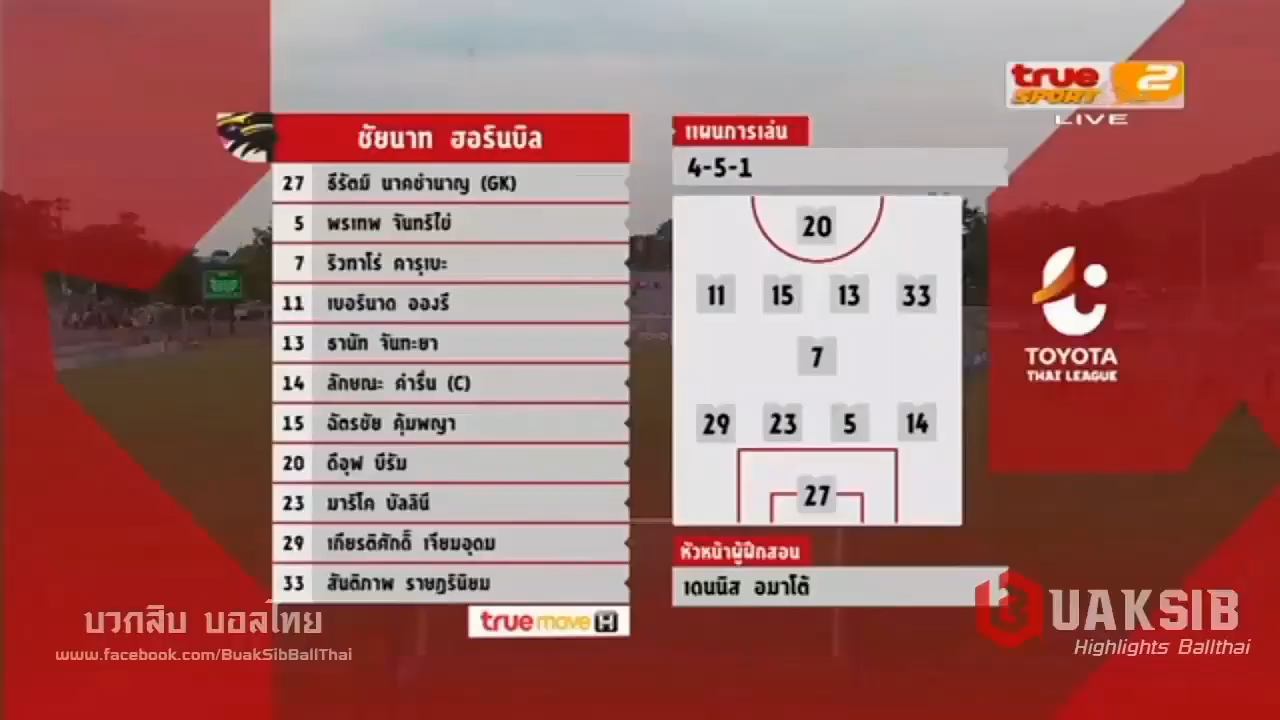 true
SPORT 2
LIVE
ชัยนาท ฮอร์นบิล
27 ธีรัตม์ นาคชำนาญ (GK)
5 พรเทพ จันทร์ไข่
7 ริวทาโร่ คารุเบะ
11 เบอร์นาด อองรี
13 ธานัท จันทะยา
14 ลักษณะ คำรื่น (C)
15 ฉัตรชัย คุ้มพญา
20 ดิอุฟ บิรัม
23 มาริโค บัลลินี
29 เกียรติศักดิ์ เจียมอุดม
33 สันติภาพ ราษฎร์นิยม
true move H
แผนการเล่น
4-5-1
20
11 15 13 33
7
29 23 5 14
27
หัวหน้าผู้ฝึกสอน
เดนนิส อมาโต้
TOYOTA
THAI LEAGUE
บวกสิบ บอลไทย
www.facebook.com/BuakSibBallThai
BUAKSIB
Highlights Ballthai